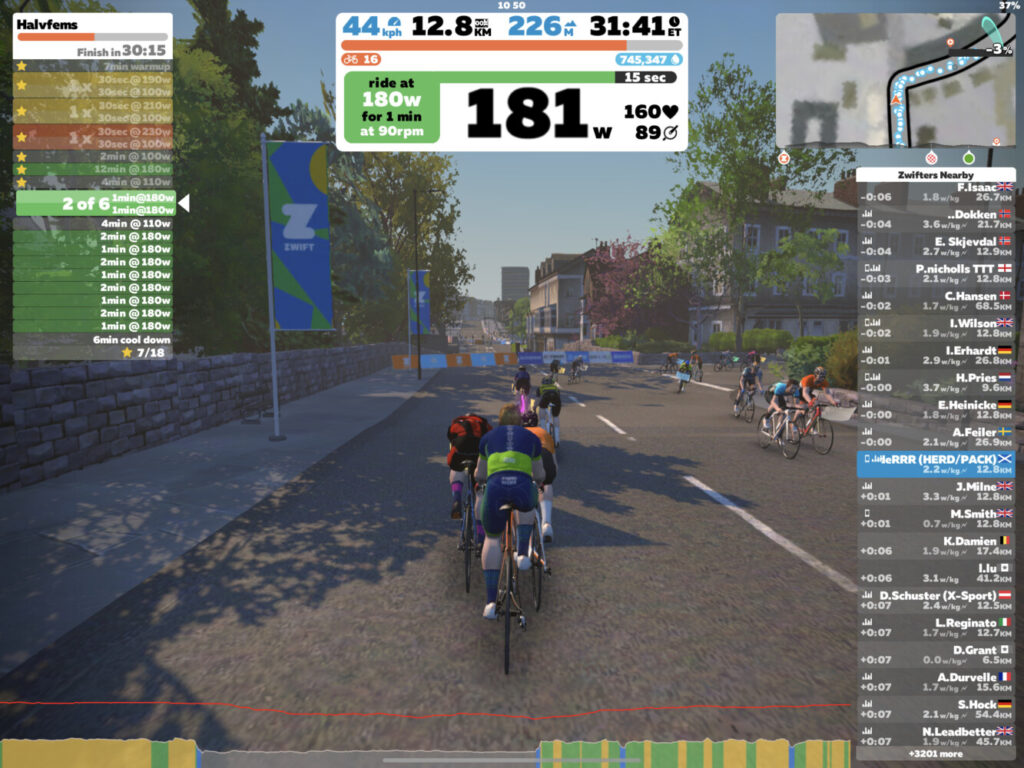 10 50
37%
Halvfems
Finish in 30:15
7min warmup
30sec @ 190w
30sec @ 100w
1 x 30sec @ 210w
30sec @ 100w
1 x 30sec @ 230w
30sec @ 100w
2min @ 100w
12min @ 180w
4min @ 110w
2 of 6 1min@180w
1min@180w
4min @ 110w
2min @ 180w
1min @ 180w
2min @ 180w
1min @ 180w
2min @ 180w
1min @ 180w
2min @ 180w
1min @ 180w
6min cool down
7/18
44 kph 12.8 KM 226 M 31:41 ET
16
745,347
15 sec
ride at
180w
for 1 min
at 90rpm
181 w
160
89
-3%
ZWIFT
Zwifters Nearby
F.Isaac
-0:06 1.8w/kg 26.7KM
..Dokken
-0:04 3.6w/kg 21.7KM
E. Skjevdal
-0:04 2.7w/kg 12.9KM
P.nicholls TTT
-0:03 2.1w/kg 12.8KM
C.Hansen
-0:02 1.7w/kg 68.5KM
I.Wilson
-0:02 1.9w/kg 12.8KM
I.Erhardt
-0:01 2.9w/kg 26.8KM
H.Pries
-0:00 3.7w/kg 9.6KM
E.Heinicke
-0:00 1.8w/kg 12.8KM
A.Feiler
-0:00 2.1w/kg 26.9KM
leRRR (HERD/PACK)
2.2w/kg 12.8KM
J.Milne
+0:01 3.3w/kg 12.8KM
M.Smith
+0:01 0.7w/kg 12.8KM
K.Damien
+0:06 1.9w/kg 17.4KM
I.lu
+0:06 3.1w/kg 41.2KM
D.Schuster (X-Sport)
+0:07 2.4w/kg 12.5KM
L.Reginato
+0:07 1.7w/kg 12.7KM
D.Grant
+0:07 0.0w/kg 6.5KM
A.Durvelle
+0:07 1.7w/kg 15.6KM
S.Hock
+0:07 2.1w/kg 54.4KM
N.Leadbetter
+0:07 1.9w/kg 45.7KM
+3201 more